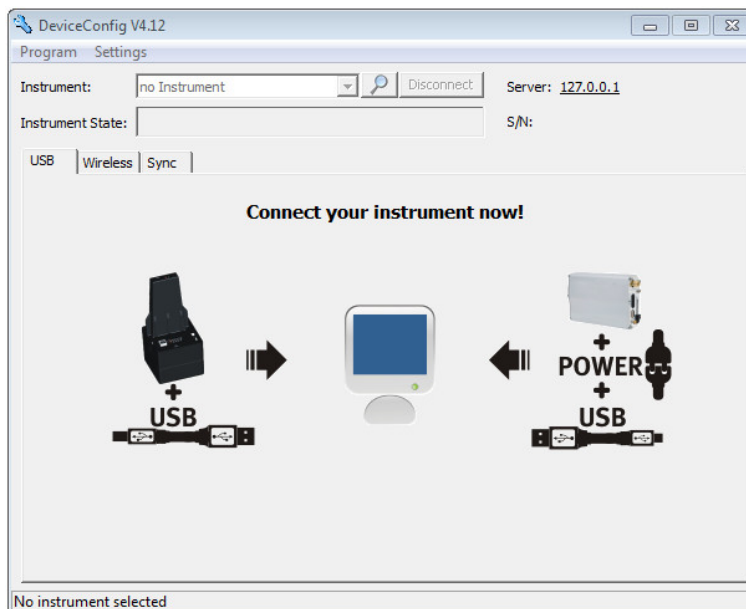 DeviceConfig V4.12
Program Settings
Instrument: no Instrument Disconnect Server: 127.0.0.1
Instrument State: S/N:
USB Wireless Sync
Connect your instrument now!
+
POWER
+ +
USB USB
No instrument selected